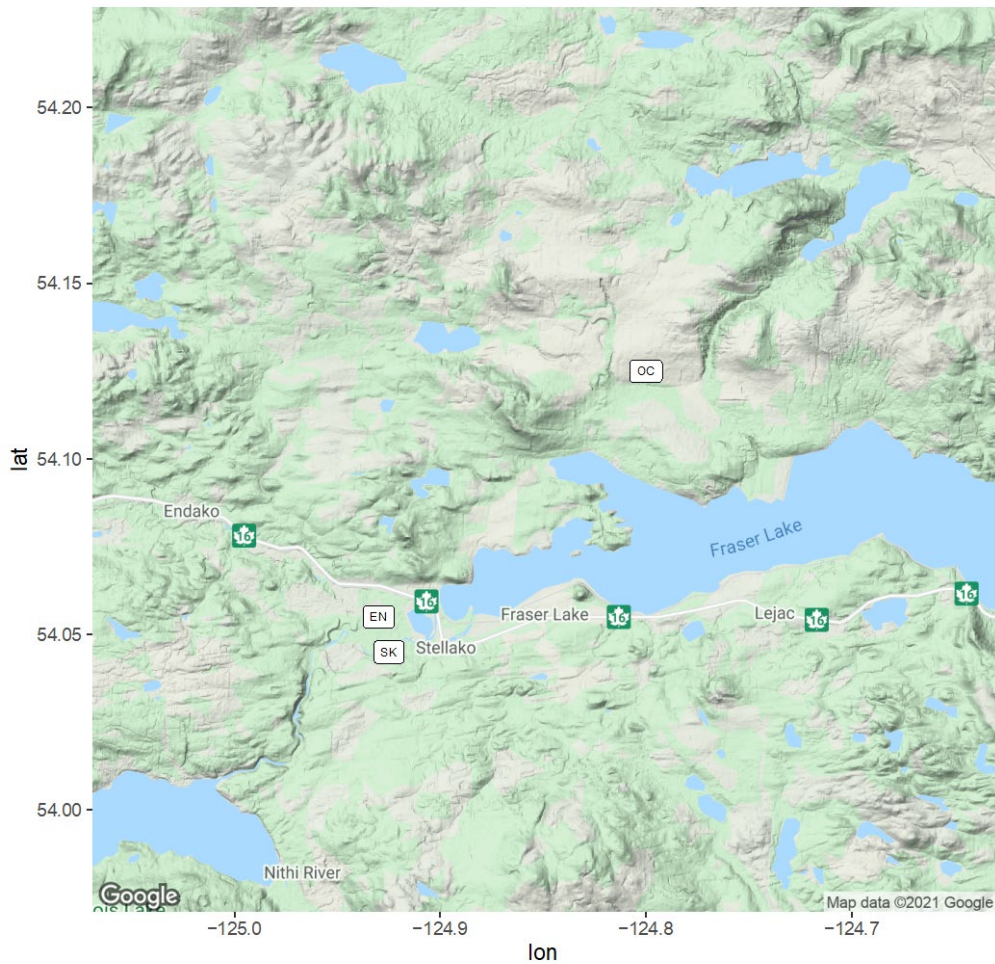 54.20
54.15
OC
lat
54.10
Endako
16
Fraser Lake
16
16
EN
Fraser Lake
16
Lejac
16
54.05
SK
Stellako
54.00
Nithi River
Google
ois Lake
Map data ©2021 Google
−125.0
−124.9
−124.8
−124.7
lon